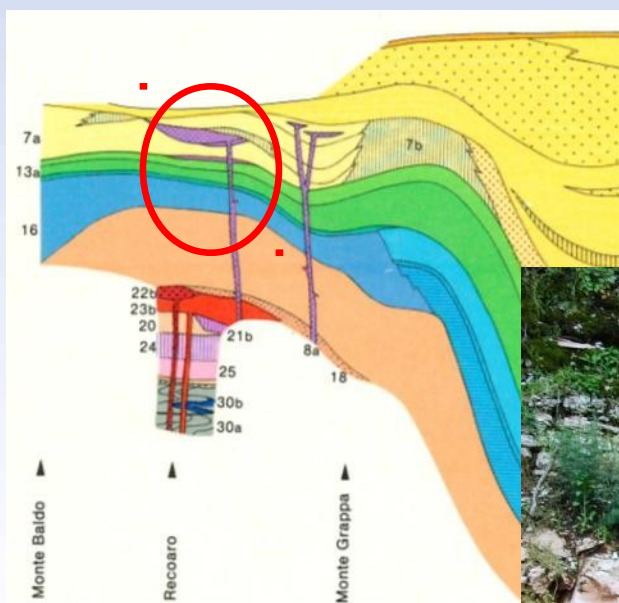 7a
7b
13a
16
22b
23b
20
24
21b
8a
25
18
30b
30a
Monte Baldo
Recoaro
Monte Grappa